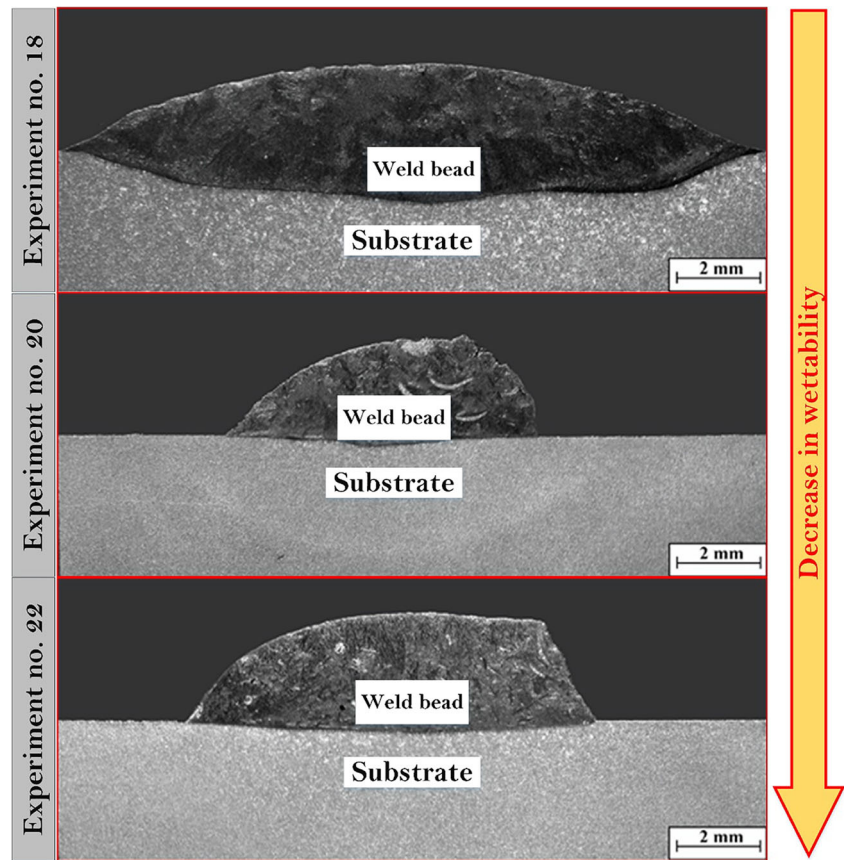 Experiment no. 18
Weld bead
Substrate
2 mm
Experiment no. 20
Weld bead
Substrate
2 mm
Experiment no. 22
Weld bead
Substrate
2 mm
Decrease in wettability